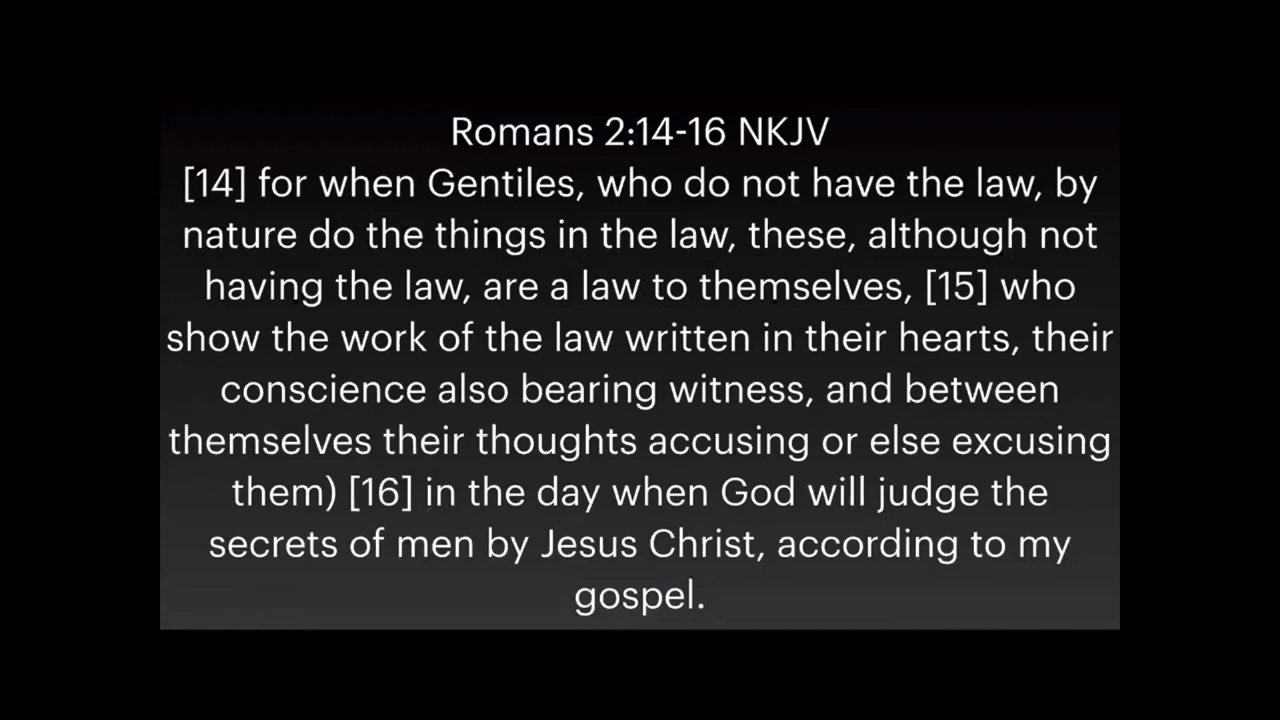 Romans 2:14-16 NKJV
[14] for when Gentiles, who do not have the law, by
nature do the things in the law, these, although not
having the law, are a law to themselves, [15] who
show the work of the law written in their hearts, their
conscience also bearing witness, and between
themselves their thoughts accusing or else excusing
them) [16] in the day when God will judge the
secrets of men by Jesus Christ, according to my
gospel.